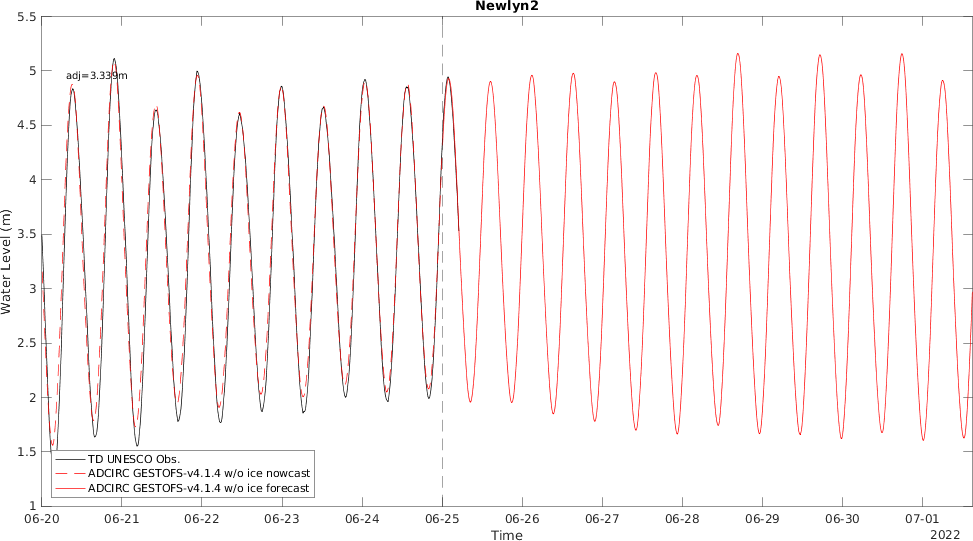 Newlyn2
5.5
5
4.5
4
3.5
3
2.5
2
1.5
1
Water Level (m)
adj=3.339m
TD UNESCO Obs.
ADCIRC GESTOFS-v4.1.4 w/o ice nowcast
ADCIRC GESTOFS-v4.1.4 w/o ice forecast
06-20 06-21 06-22 06-23 06-24 06-25 06-26 06-27 06-28 06-29 06-30 07-01
2022
Time